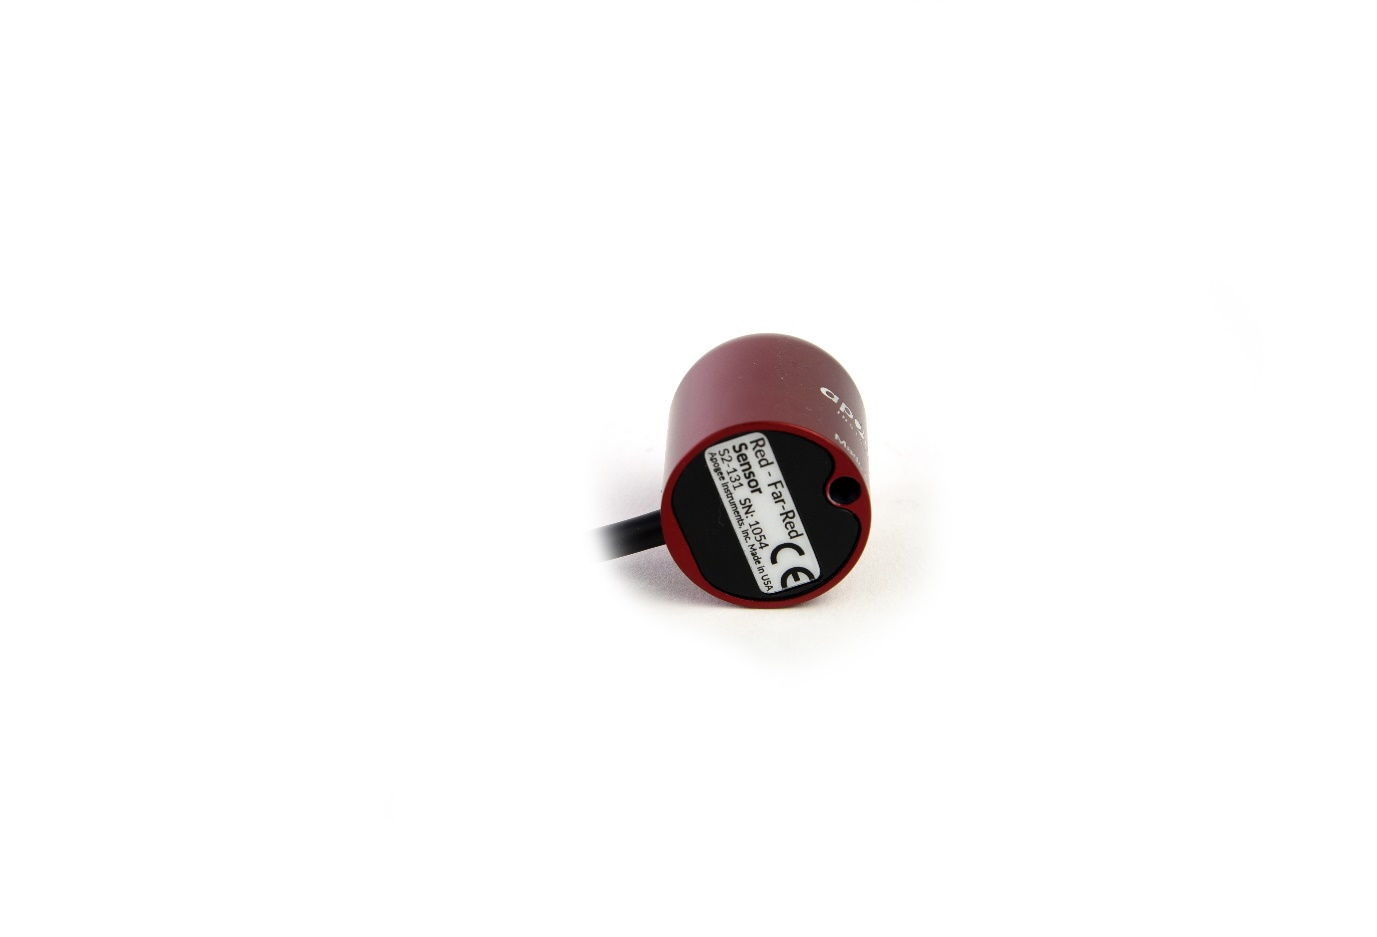 Red - Far-Red
Sensor
S2-131 SN: 1054
Apogee Instruments, Inc. Made in USA
CE